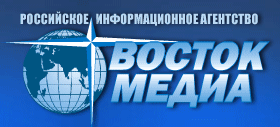 РОССИЙСКОЕ ИНФОРМАЦИОННОЕ АГЕНТСТВО
ВОСТОК
МЕДИА